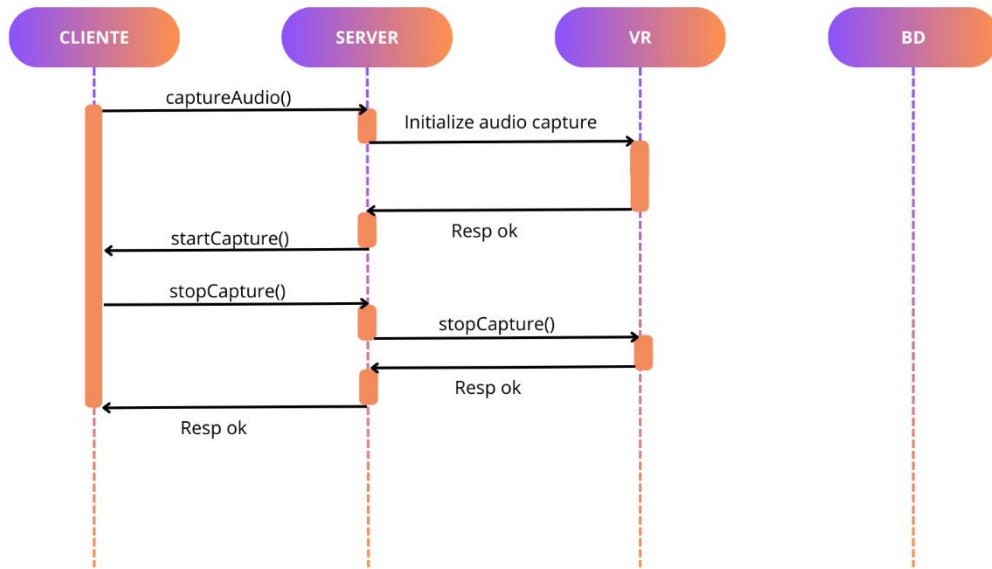 CLIENTE
SERVER
VR
BD
captureAudio()
Initialize audio capture
Resp ok
startCapture()
stopCapture()
stopCapture()
Resp ok
Resp ok